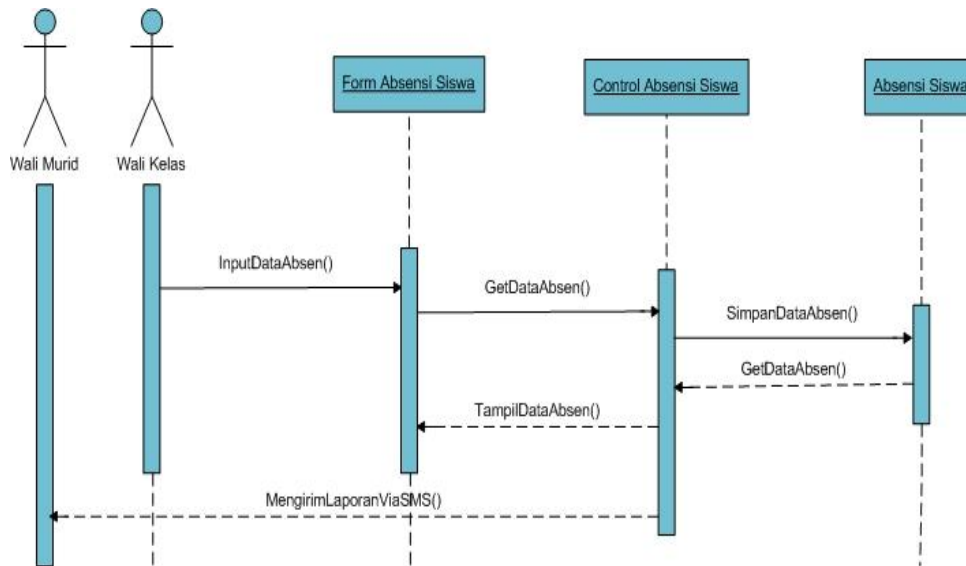 Form Absensi Siswa
Control Absensi Siswa
Absensi Siswa
Wali Murid
Wali Kelas
InputDataAbsen()
GetDataAbsen()
SimpanDataAbsen()
GetDataAbsen()
TampilDataAbsen()
MengirimLaporanViaSMS()